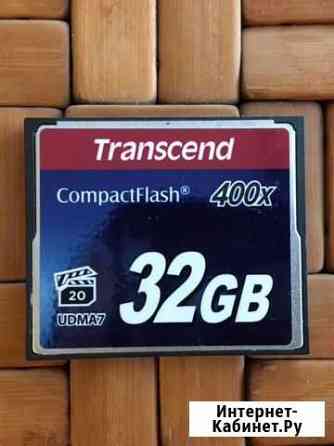 Transcend
CompactFlash® 400x
20
UDMA7
32GB
Интернет-
Кабинет.Ру